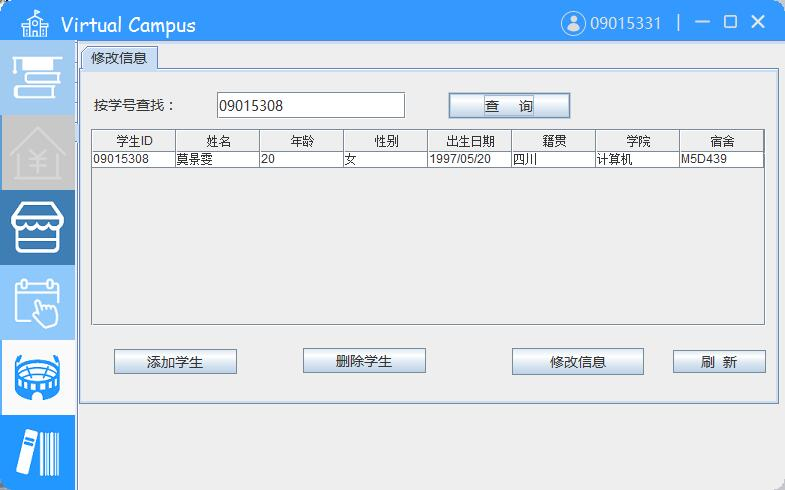 Virtual Campus
09015331
修改信息
按学号查找： 09015308 查 询
学生ID 姓名 年龄 性别 出生日期 籍贯 学院 宿舍
09015308 莫景雯 20 女 1997/05/20 四川 计算机 M5D439
添加学生 删除学生 修改信息 刷 新